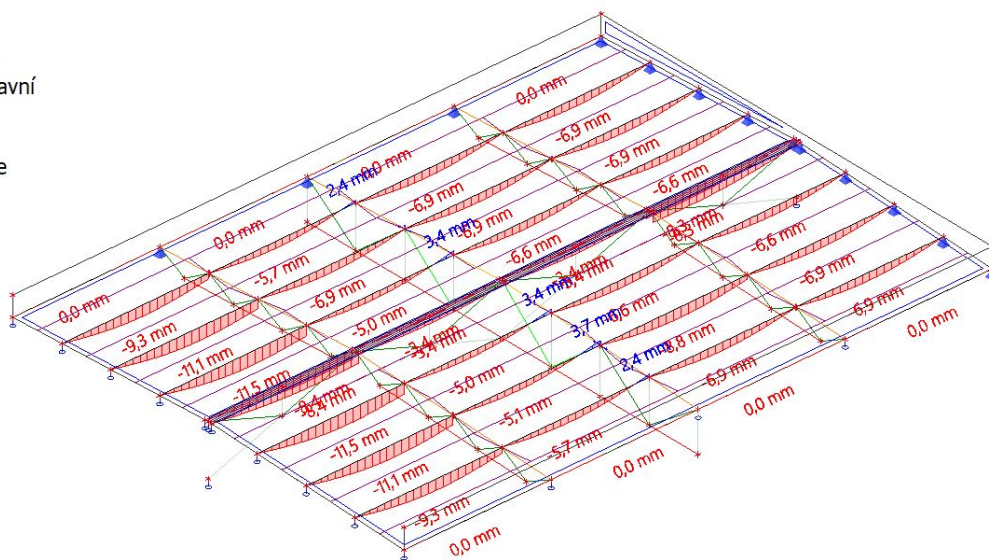 avní
e
0,0 mm
-6,9 mm
0,0 mm
-6,9 mm
2,4 mm
-6,9 mm
-6,6 mm
3,4 mm
-6,9 mm
0,0 mm
-5,7 mm
-6,6 mm
-6,6 mm
-6,9 mm
3,4 mm
-6,9 mm
0,0 mm
-5,0 mm
3,7 mm
6,9 mm
-9,3 mm
0,0 mm
-11,1 mm
2,4 mm
-5,0 mm
6,9 mm
-11,5 mm
-5,1 mm
0,0 mm
-11,5 mm
-5,7 mm
-11,1 mm
0,0 mm
-9,3 mm
0,0 mm